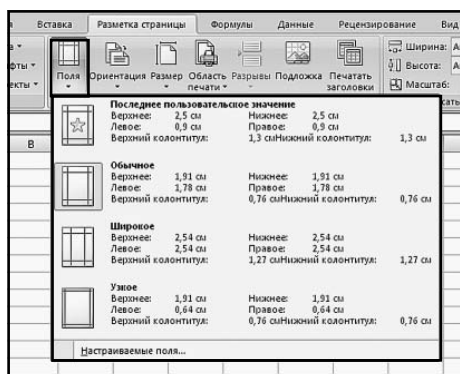 Вставка Разметка страницы Формулы Данные Рецензирование Вид
Поля Ориентация Размер Область печати Разрывы Подложка Печатать заголовки
Ширина: А
Высота: А
Масштаб:
B
Последнее пользовательское значение
Верхнее: 2,5 см Нижнее: 2,5 см
Левое: 0,9 см Правое: 0,9 см
Верхний колонтитул: 1,3 смНижний колонтитул: 1,3 см
Обычное
Верхнее: 1,91 см Нижнее: 1,91 см
Левое: 1,78 см Правое: 1,78 см
Верхний колонтитул: 0,76 смНижний колонтитул: 0,76 см
Широкое
Верхнее: 2,54 см Нижнее: 2,54 см
Левое: 2,54 см Правое: 2,54 см
Верхний колонтитул: 1,27 смНижний колонтитул: 1,27 см
Узкое
Верхнее: 1,91 см Нижнее: 1,91 см
Левое: 0,64 см Правое: 0,64 см
Верхний колонтитул: 0,76 смНижний колонтитул: 0,76 см
Настраиваемые поля...